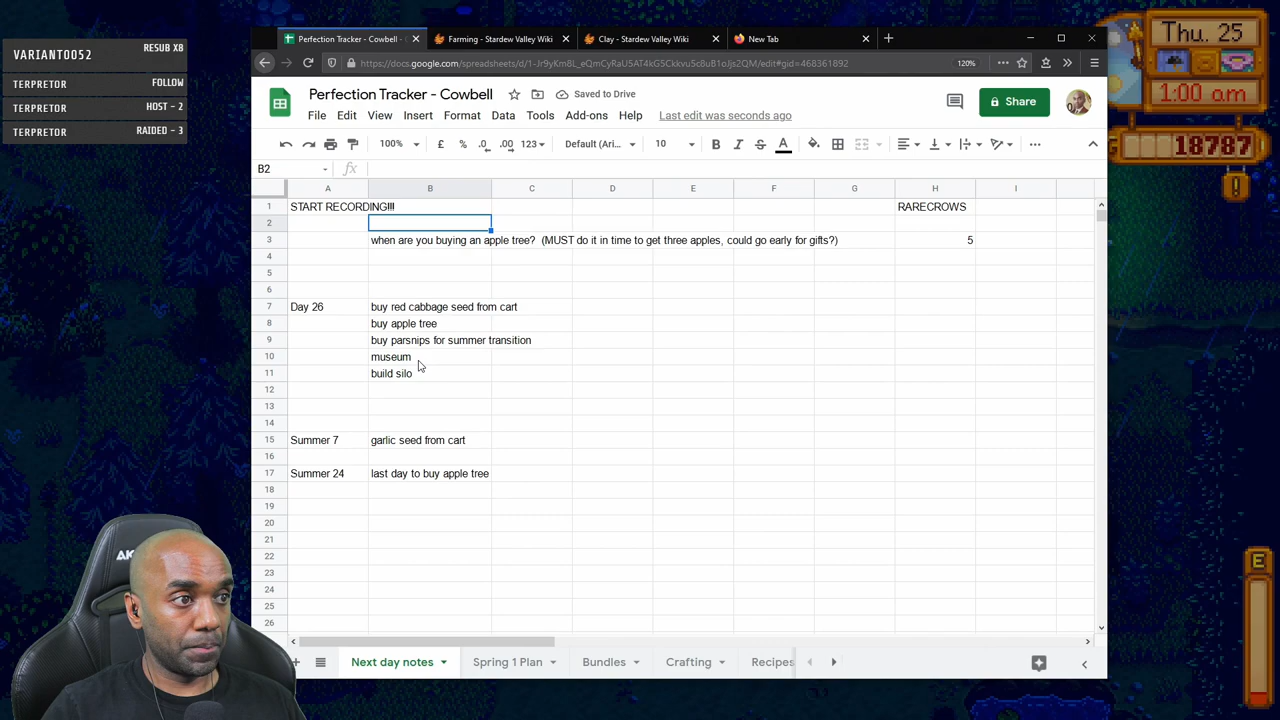 VARIANT0052
RESUB X8
TERPRETOR
FOLLOW
TERPRETOR
HOST - 2
TERPRETOR
RAIDED - 3
Perfection Tracker - Cowbell -
Farming - Stardew Valley Wiki
Clay - Stardew Valley Wiki
New Tab
120%
Perfection Tracker - Cowbell
Saved to Drive
File Edit View Insert Format Data Tools Add-ons Help
Last edit was seconds ago
Share
100%
£ % .0 .00 123
Default (Ari...
10
B2
fx
A B C D E F G H I
1 START RECORDING!!! RARECROWS
2
3 when are you buying an apple tree? (MUST do it in time to get three apples, could go early for gifts?) 5
4
5
6
7 Day 26 buy red cabbage seed from cart
8 buy apple tree
9 buy parsnips for summer transition
10 museum
11 build silo
12
13
14
15 Summer 7 garlic seed from cart
16
17 Summer 24 last day to buy apple tree
18
19
20
21
22
23
24
25
26
Next day notes
Spring 1 Plan
Bundles
Crafting
Recipes
Thu. 25
1:00 am
18787
E
AK